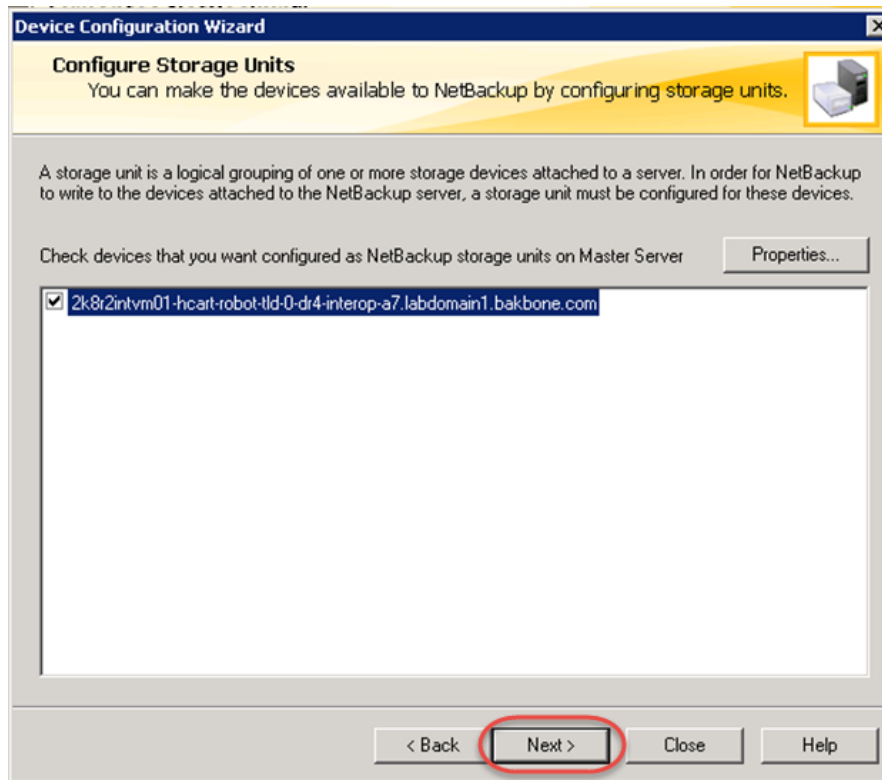 Device Configuration Wizard
Configure Storage Units
You can make the devices available to NetBackup by configuring storage units.
A storage unit is a logical grouping of one or more storage devices attached to a server. In order for NetBackup
to write to the devices attached to the NetBackup server, a storage unit must be configured for these devices.
Check devices that you want configured as NetBackup storage units on Master Server
Properties...
2k8r2intvm01-hcart-robot-tld-0-dr4-interop-a7.labdomain1.bakbone.com
< Back
Next >
Close
Help